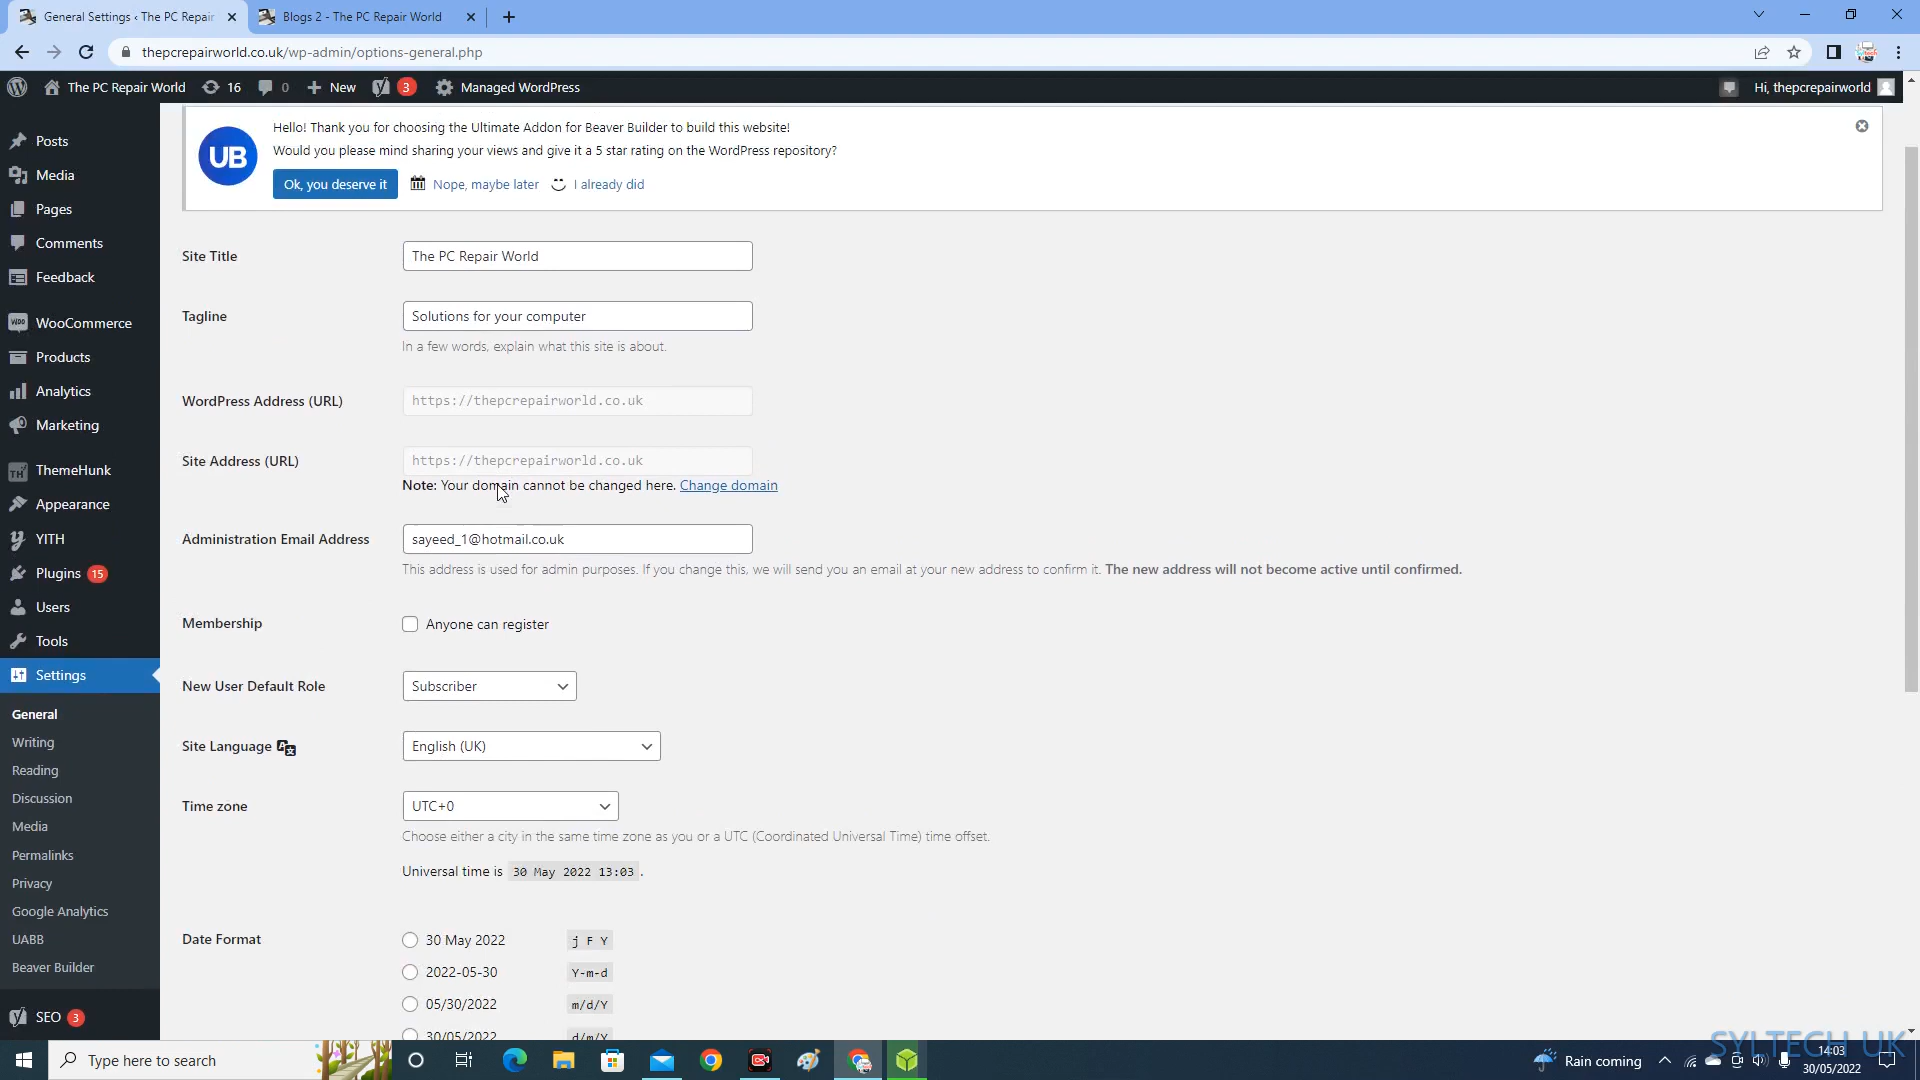 General Settings ‹ The PC Repair
Blogs 2 - The PC Repair World
thepcrepairworld.co.uk/wp-admin/options-general.php
The PC Repair World
16
0
New
3
Managed WordPress
Hi, thepcrepairworld
Posts
Media
Pages
Comments
Feedback
WooCommerce
Products
Analytics
Marketing
ThemeHunk
Appearance
YITH
Plugins 15
Users
Tools
Settings
General
Writing
Reading
Discussion
Media
Permalinks
Privacy
Google Analytics
UABB
Beaver Builder
SEO 3
UB
Hello! Thank you for choosing the Ultimate Addon for Beaver Builder to build this website!
Would you please mind sharing your views and give it a 5 star rating on the WordPress repository?
Ok, you deserve it
Nope, maybe later
I already did
Site Title
The PC Repair World
Tagline
Solutions for your computer
In a few words, explain what this site is about.
WordPress Address (URL)
https://thepcrepairworld.co.uk
Site Address (URL)
https://thepcrepairworld.co.uk
Note: Your domain cannot be changed here. Change domain
Administration Email Address
sayeed_1@hotmail.co.uk
This address is used for admin purposes. If you change this, we will send you an email at your new address to confirm it. The new address will not become active until confirmed.
Membership
Anyone can register
New User Default Role
Subscriber
Site Language
English (UK)
Time zone
UTC+0
Choose either a city in the same time zone as you or a UTC (Coordinated Universal Time) time offset.
Universal time is 30 May 2022 13:03 .
Date Format
30 May 2022
j F Y
2022-05-30
Y-m-d
05/30/2022
m/d/Y
30/05/2022
d/m/Y
SYLTECH UK
Type here to search
Rain coming
14:03
30/05/2022